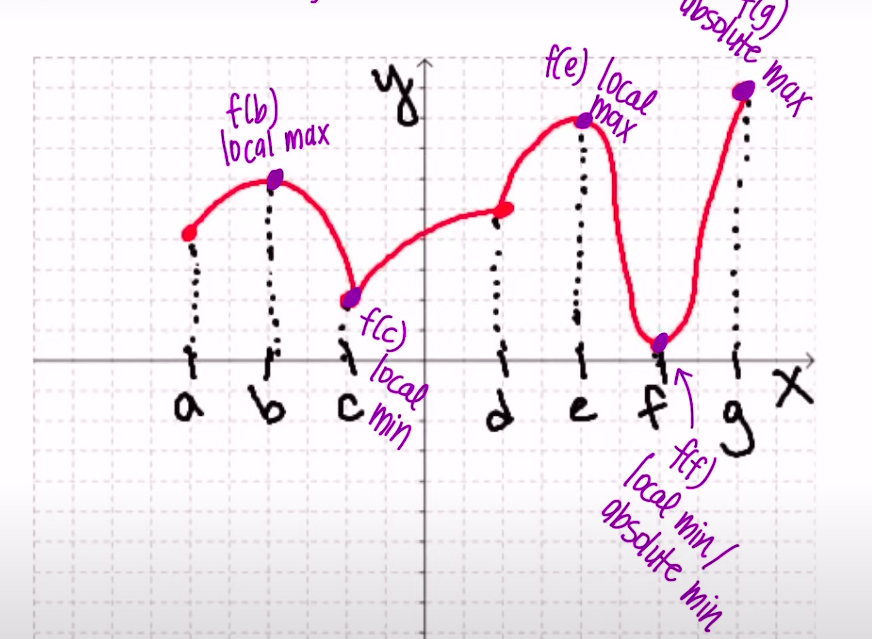 f(g)
absolute max
y
f(e) local
max
f(b)
local max
f(c)
local
min
a b c d e f g x
f(f)
local min/
absolute min